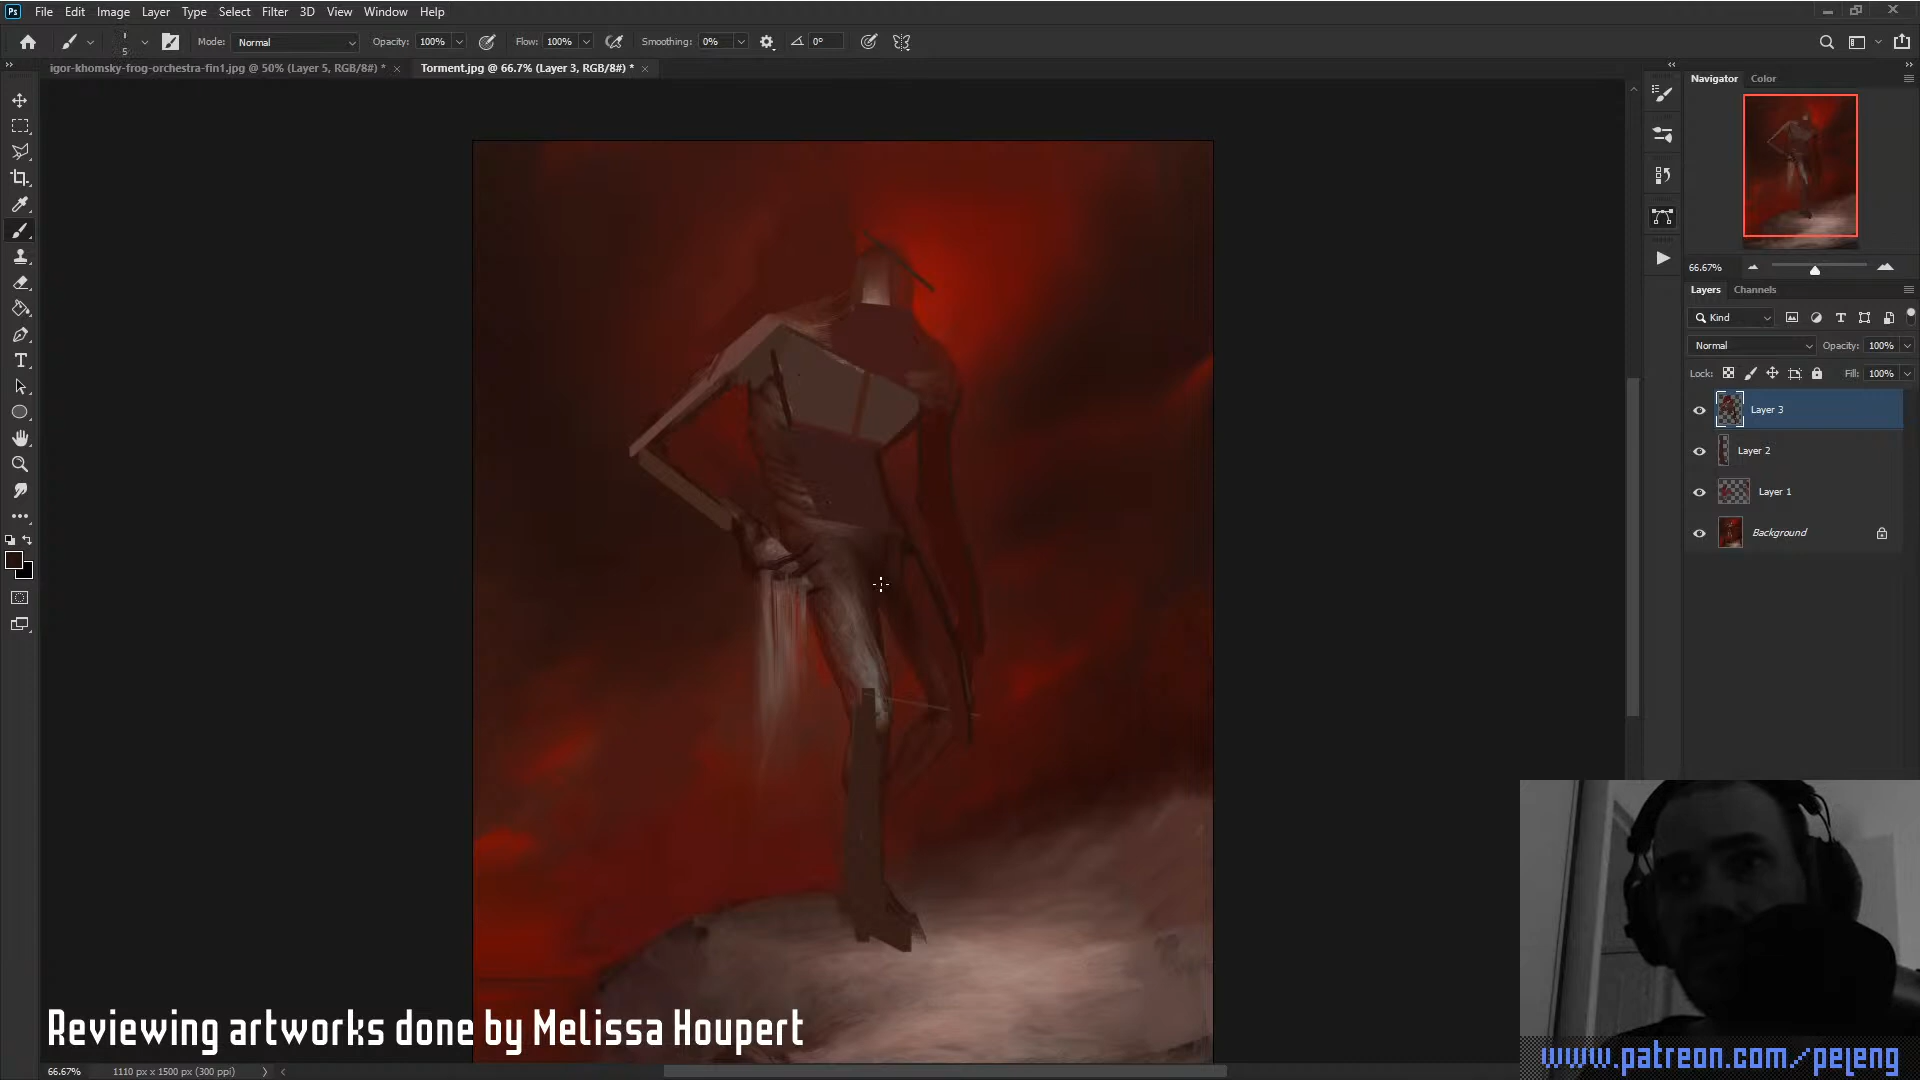 Ps File Edit Image Layer Type Select Filter 3D View Window Help
5 Mode: Normal Opacity: 100% Flow: 100% Smoothing: 0% 0°
igor-khomsky-frog-orchestra-fin1.jpg @ 50% (Layer 5, RGB/8#) * Torment.jpg @ 66.7% (Layer 3, RGB/8#) *
Navigator Color
66.67%
Layers Channels
Kind
Normal Opacity: 100%
Lock: Fill: 100%
Layer 3
Layer 2
Layer 1
Background
Reviewing artworks done by Melissa Houpert
www.patreon.com/peleng
66.67% 1110 px x 1500 px (300 ppi)